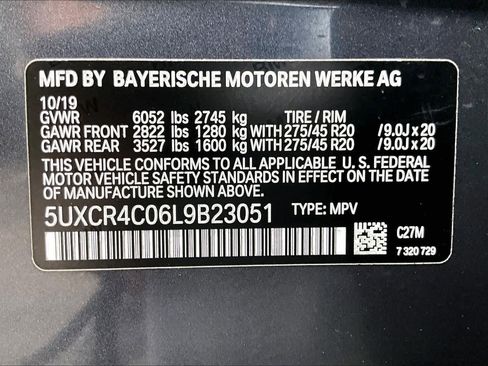 MFD BY BAYERISCHE MOTOREN WERKE AG
10/19
GVWR 6052 lbs 2745 kg TIRE / RIM
GAWR FRONT 2822 lbs 1280 kg WITH 275/45 R20 /9.0J x 20
GAWR REAR 3527 lbs 1600 kg WITH 275/45 R20 /9.0J x 20
THIS VEHICLE CONFORMS TO ALL APPLICABLE U. S. FEDERAL
MOTOR VEHICLE SAFETY STANDARDS IN EFFECT ON THE DATE
OF MANUFACTURE SHOWN ABOVE.
5UXCR4C06L9B23051 TYPE: MPV
C27M
7 320 729